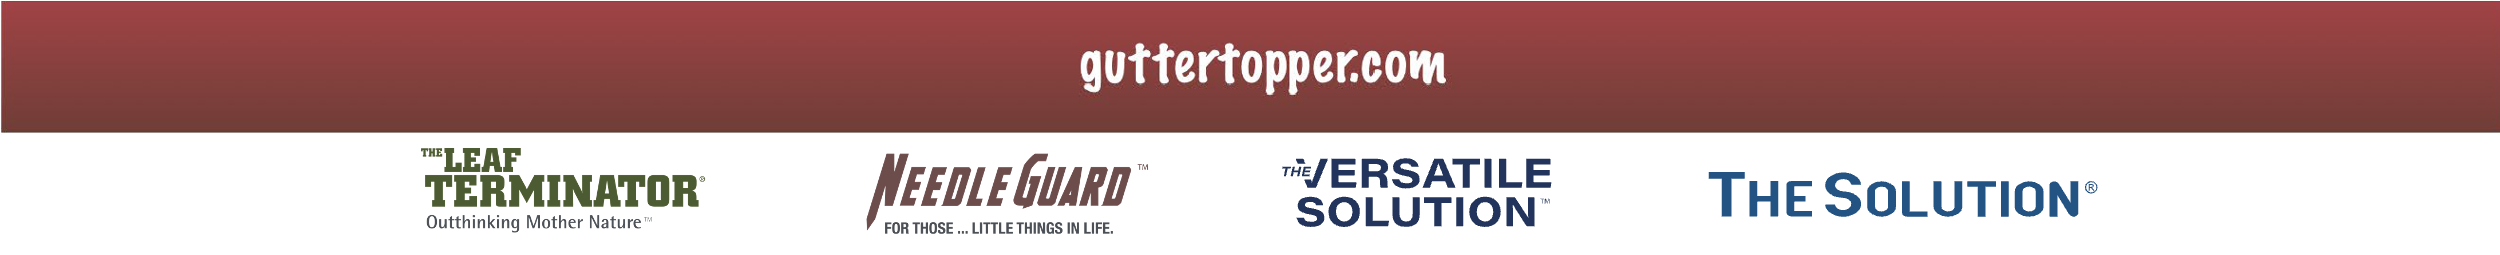 guttertopper.com
THE LEAF
TERMINATOR®
Outthinking Mother Nature™
NEEDLE GUARD™
FOR THOSE ... LITTLE THINGS IN LIFE.
THE VERSATILE
SOLUTION™
THE SOLUTION®